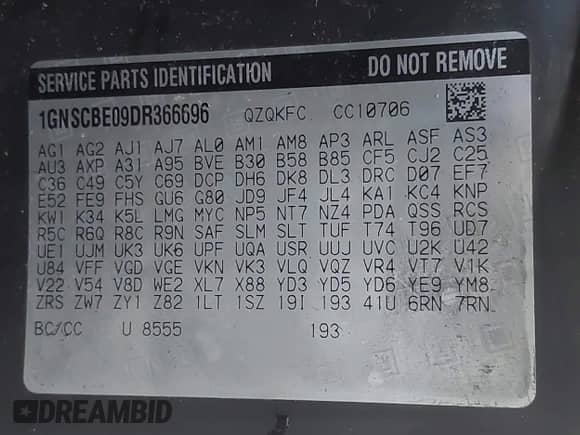 SERVICE PARTS IDENTIFICATION DO NOT REMOVE
1GNSCBE09DR366696 QZQKFC CC10706
AG1 AG2 AJ1 AJ7 AL0 AM1 AM8 AP3 ARL ASF AS3
AU3 AXP A31 A95 BVE B30 B58 B85 CF5 CJ2 C25
C36 C49 C5Y C69 DCP DH6 DK8 DL3 DRC D07 EF7
E52 FE9 FHS GU6 G80 JD9 JF4 JL4 KA1 KC4 KNP
KW1 K34 K5L LMG MYC NP5 NT7 NZ4 PDA QSS RCS
R5C R6Q R8C R9N SAF SLM SLT TUF T74 T96 UD7
UE1 UJM UK3 UK6 UPF UQA USR UUJ UVC U2K U42
U84 VFF VGD VGE VKN VK3 VLQ VQZ VR4 VT7 V1K
V22 V54 V8D WE2 XL7 X88 YD3 YD5 YD6 YE9 YM8
ZRS ZW7 ZY1 Z82 1LT 1SZ 19I 193 41U 6RN 7RN
BC/CC U 8555 193
DREAMBID